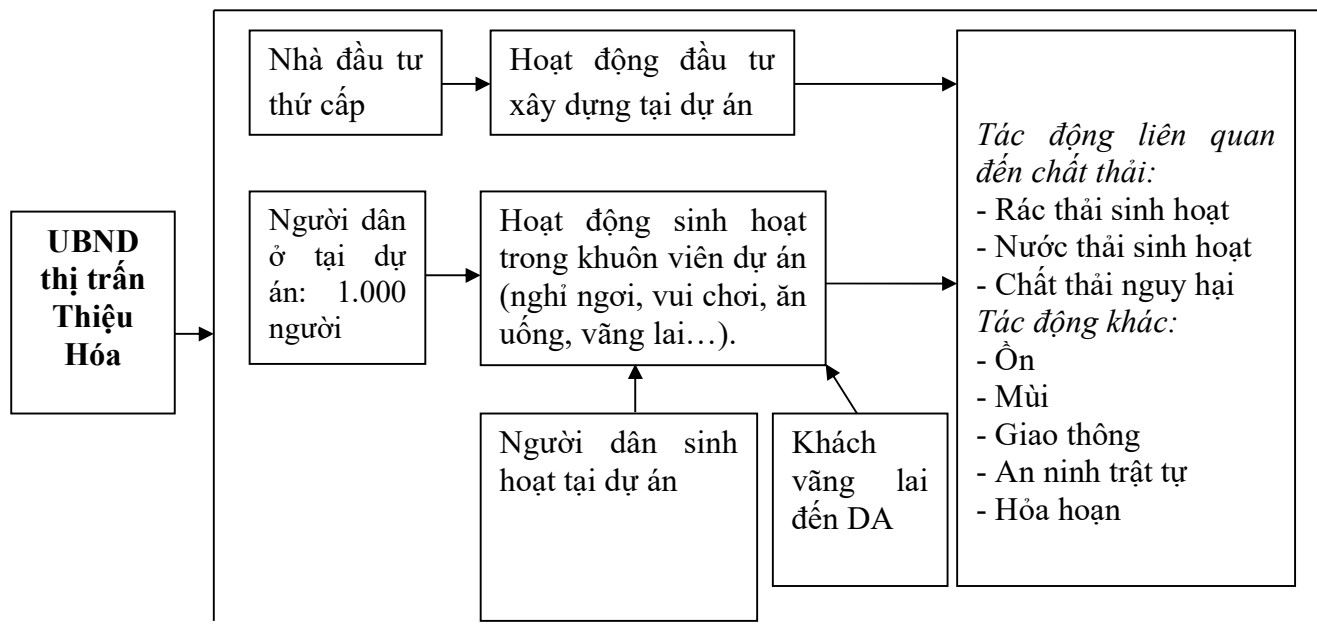 UBND
thị trấn
Thiệu
Hóa
Nhà đầu tư
thứ cấp
Hoạt động đầu tư
xây dựng tại dự án
Người dân
ở tại dự
án: 1.000
người
Hoạt động sinh hoạt
trong khuôn viên dự án
(nghỉ ngơi, vui chơi, ăn
uống, vãng lai…).
Người dân sinh
hoạt tại dự án
Khách
vãng lai
đến DA
Tác động liên quan
đến chất thải:
- Rác thải sinh hoạt
- Nước thải sinh hoạt
- Chất thải nguy hại
Tác động khác:
- Ồn
- Mùi
- Giao thông
- An ninh trật tự
- Hỏa hoạn